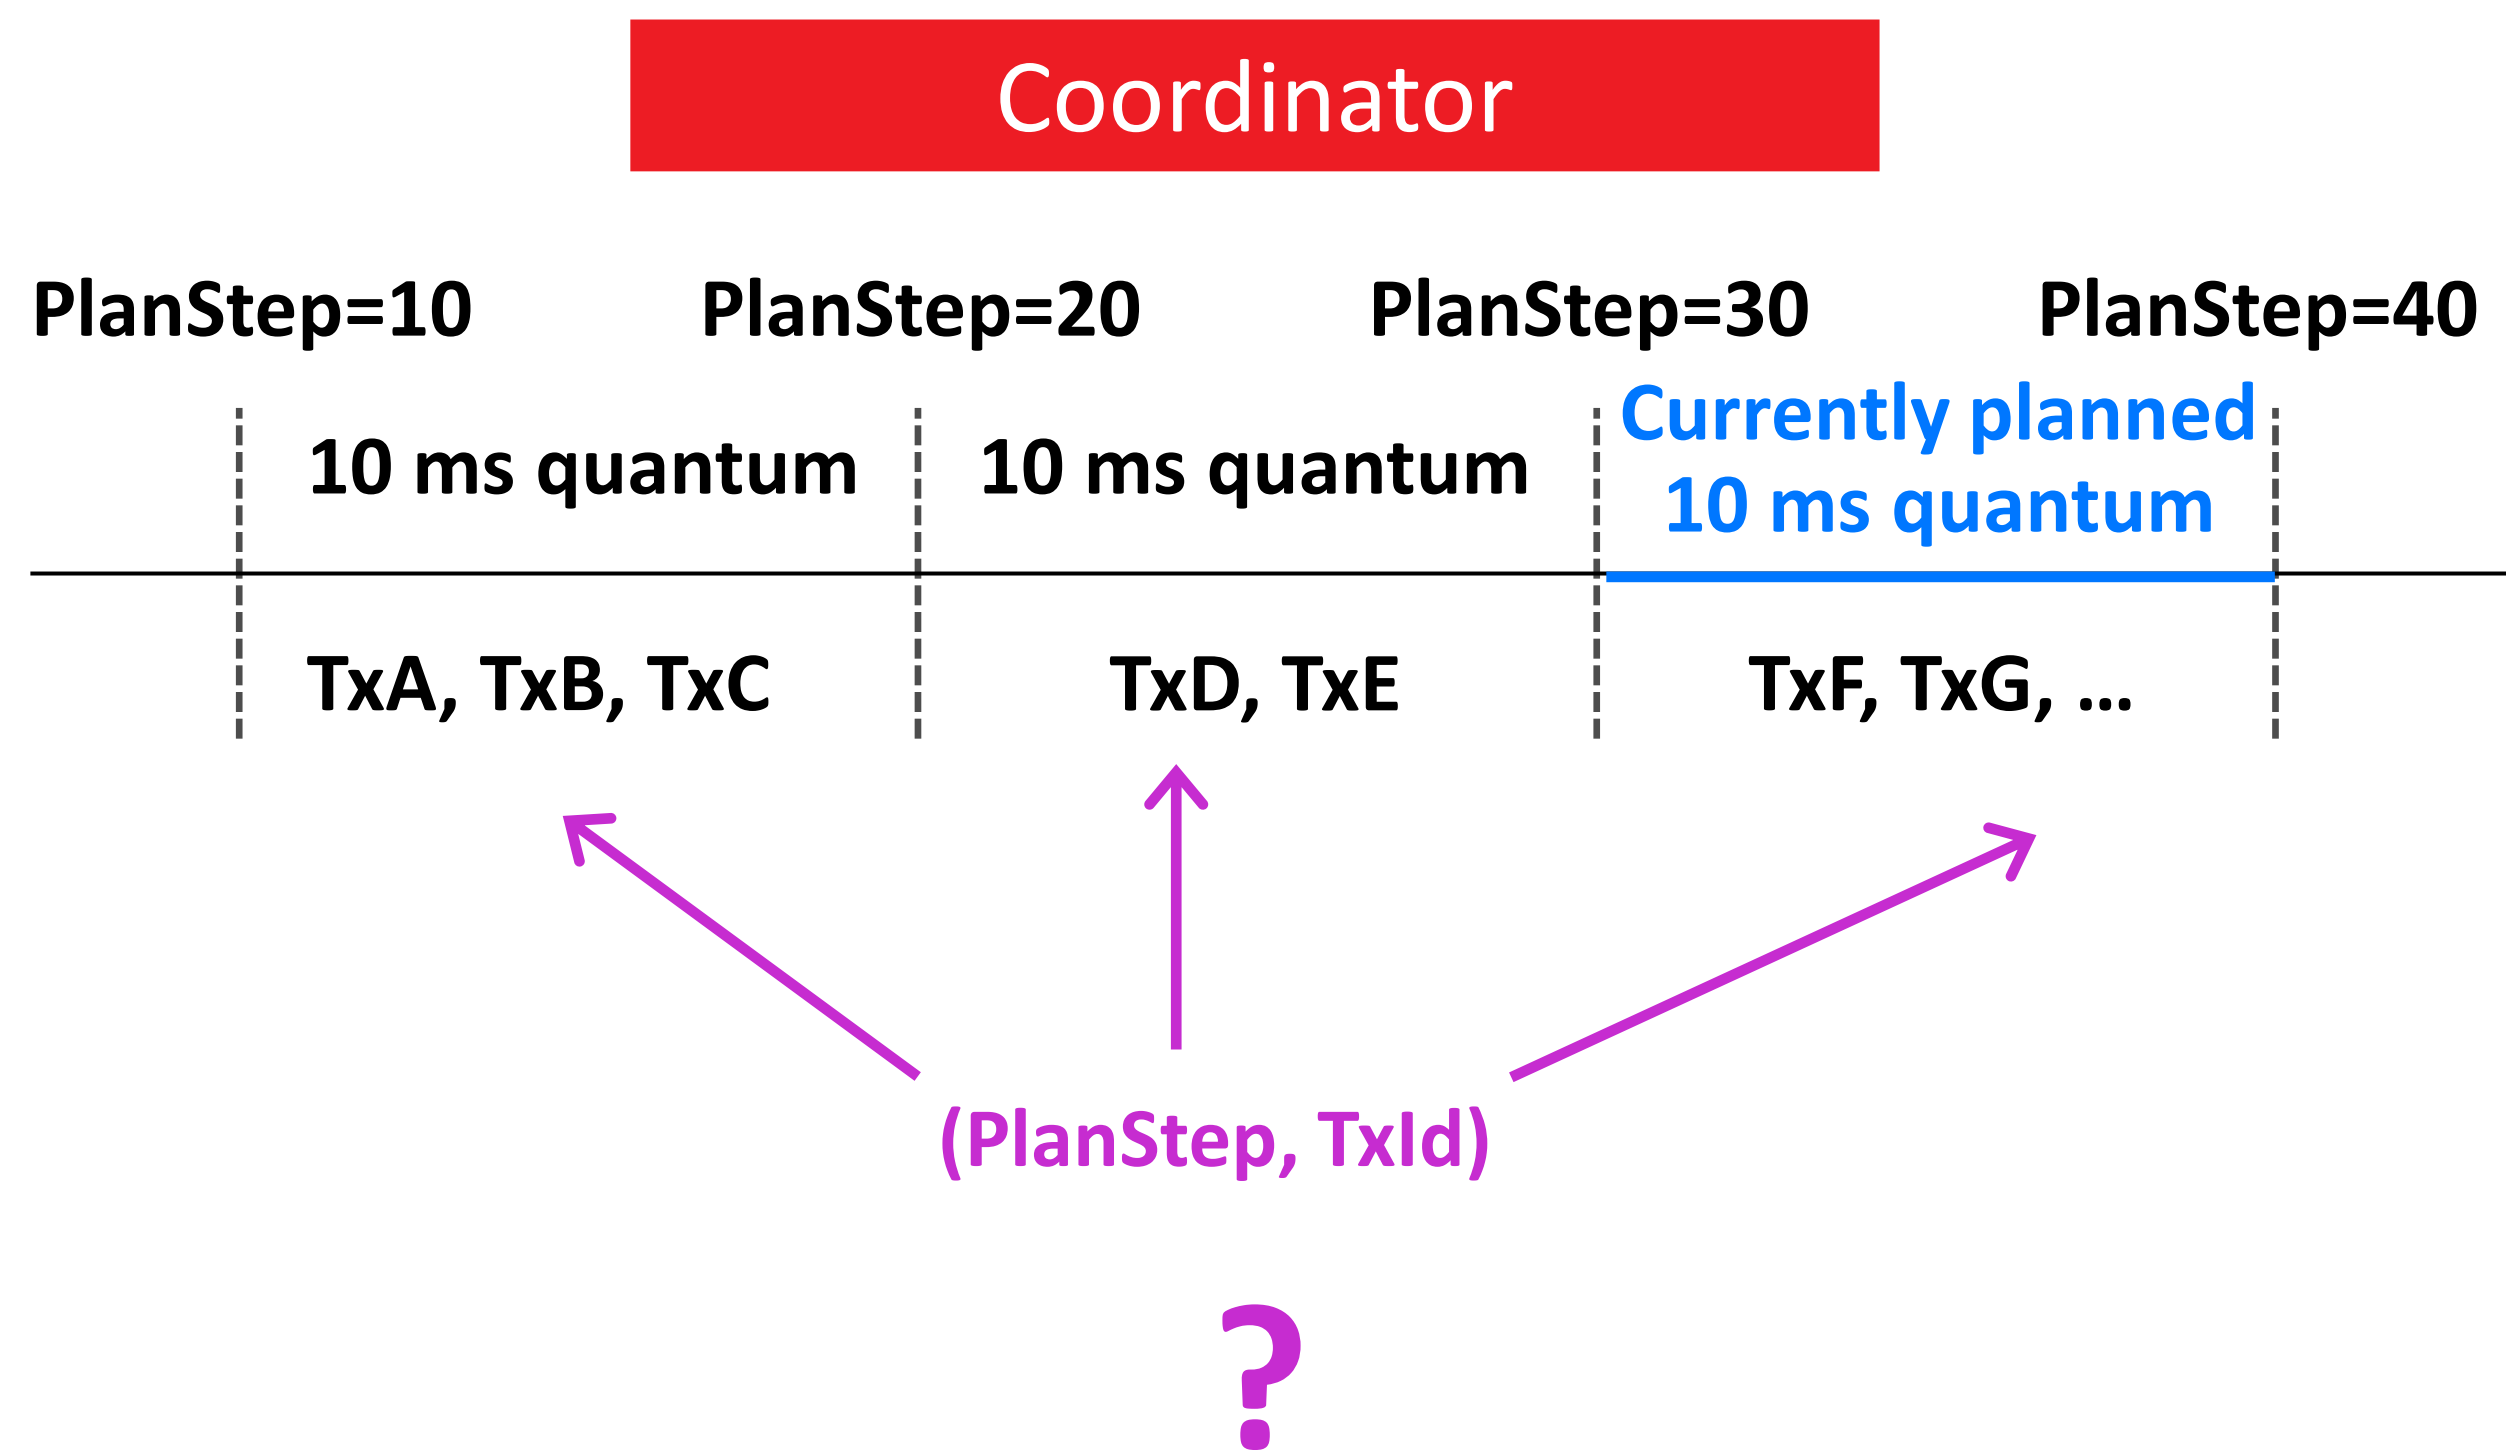 Coordinator
PlanStep=10 PlanStep=20 PlanStep=30 PlanStep=40
10 ms quantum 10 ms quantum Currently planned
10 ms quantum
TxA, TxB, TxC TxD, TxE TxF, TxG, ...
(PlanStep, TxId)
?